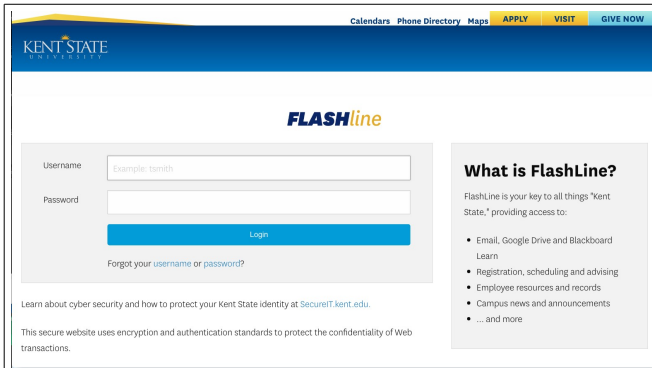 Calendars Phone Directory Maps APPLY VISIT GIVE NOW
KENT STATE
UNIVERSITY
FLASHline
Username
Example: tsmith
Password
Login
Forgot your username or password?
Learn about cyber security and how to protect your Kent State identity at SecureIT.kent.edu.
This secure website uses encryption and authentication standards to protect the confidentiality of Web
transactions.
What is FlashLine?
FlashLine is your key to all things "Kent
State," providing access to:
• Email, Google Drive and Blackboard
Learn
• Registration, scheduling and advising
• Employee resources and records
• Campus news and announcements
• ... and more